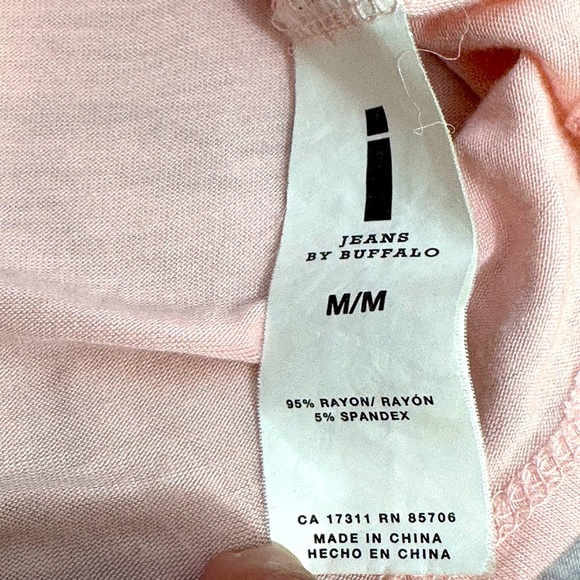 i
JEANS
BY BUFFALO
M/M
95% RAYON/ RAYÓN
5% SPANDEX
CA 17311 RN 85706
MADE IN CHINA
HECHO EN CHINA